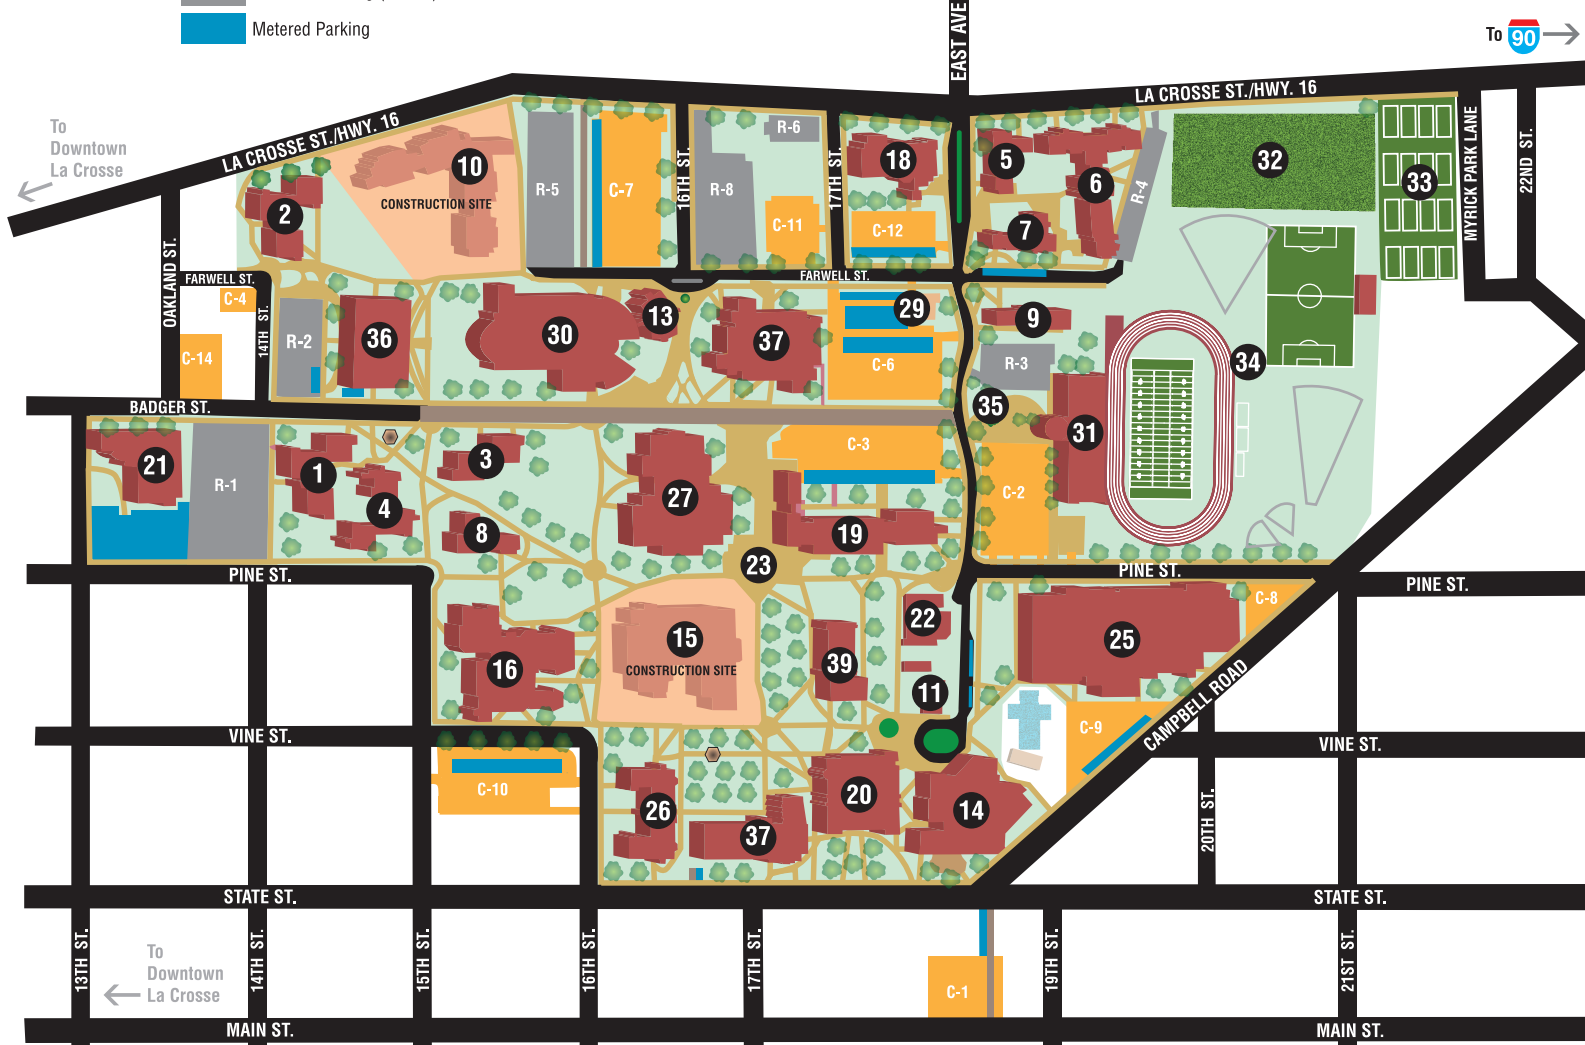 Metered Parking
EAST AVE
To 90
LA CROSSE ST./HWY. 16
To
Downtown
La Crosse
LA CROSSE ST./HWY. 16
MYRICK PARK LANE
22ND ST.
10
CONSTRUCTION SITE
R-5
C-7
16TH ST.
R-8
R-6
C-11
17TH ST.
18
C-12
5
6
7
R-4
32
33
2
OAKLAND ST.
FARWELL ST.
FARWELL ST.
C-4
14TH ST.
C-14
R-2
36
30
13
37
29
C-6
9
R-3
34
35
31
BADGER ST.
21
R-1
1
4
3
8
27
C-3
19
C-2
23
PINE ST.
PINE ST.
PINE ST.
16
15
CONSTRUCTION SITE
39
22
11
25
C-8
C-9
CAMPBELL ROAD
VINE ST.
VINE ST.
C-10
26
37
20
14
20TH ST.
STATE ST.
STATE ST.
13TH ST.
To
Downtown
La Crosse
14TH ST.
15TH ST.
16TH ST.
17TH ST.
C-1
19TH ST.
21ST ST.
MAIN ST.
MAIN ST.